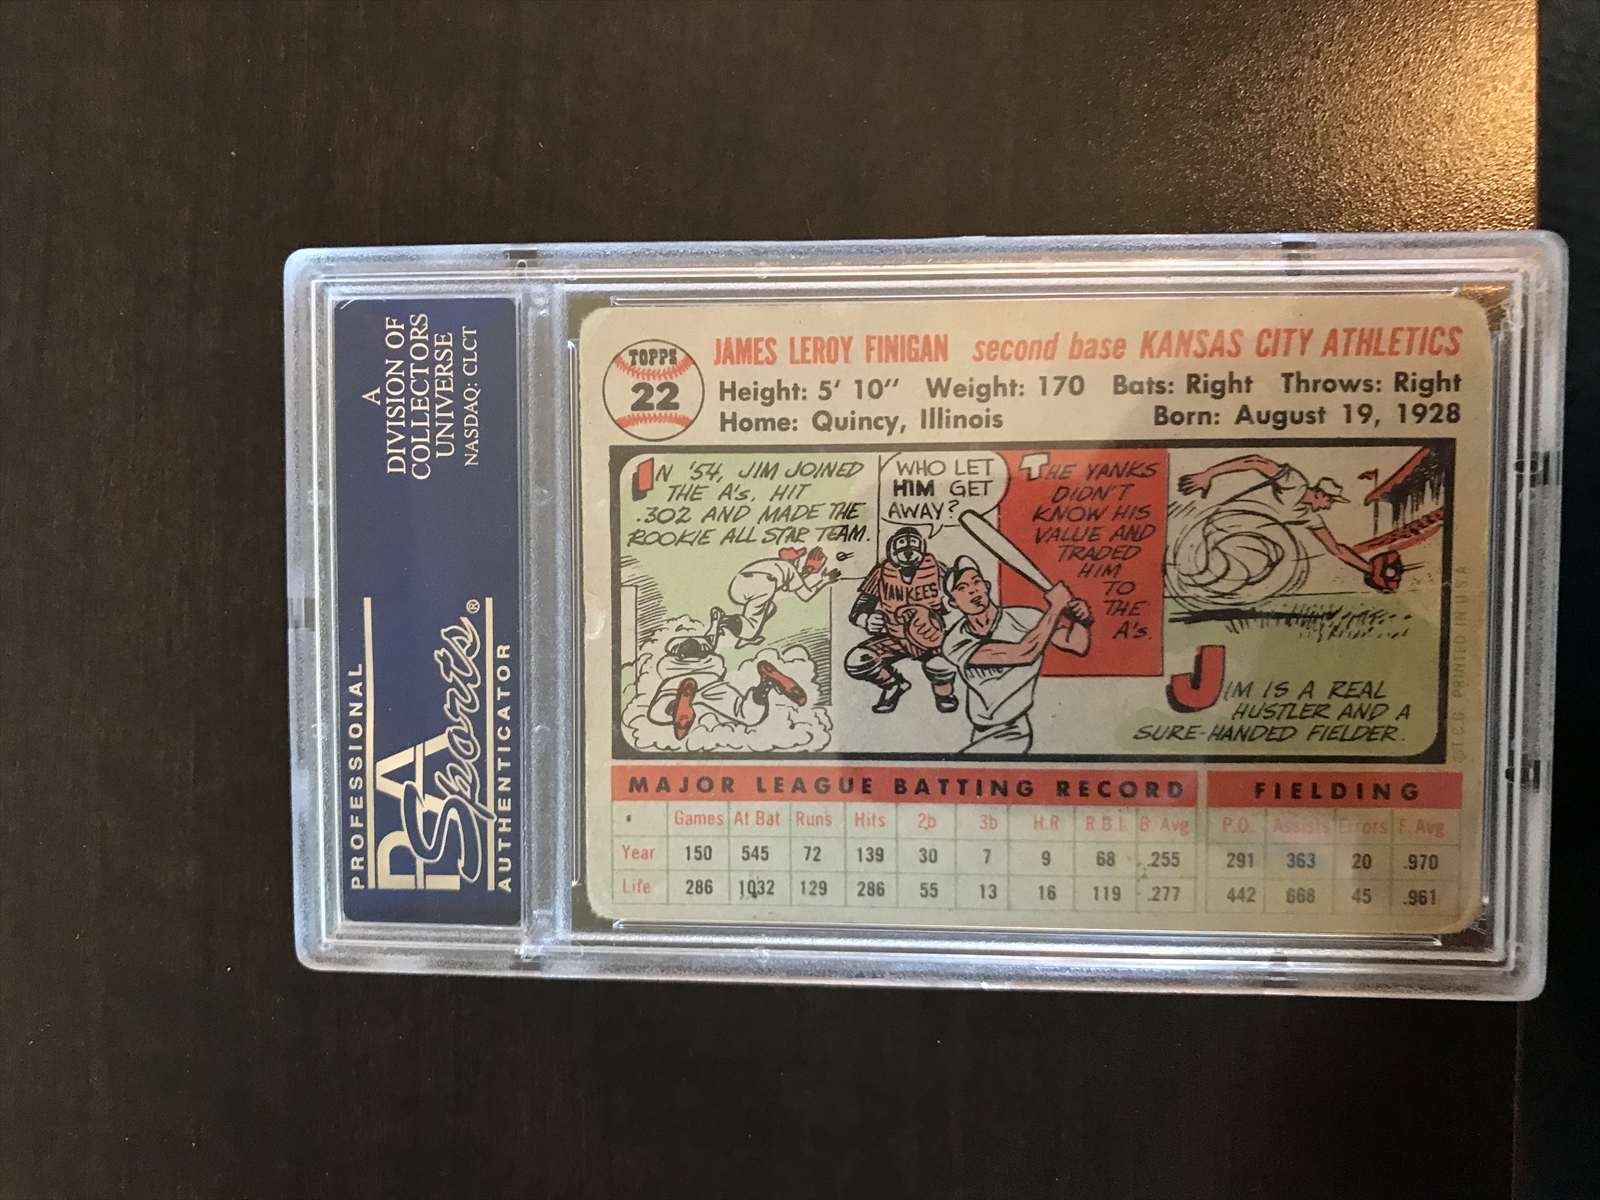 A
DIVISION OF
COLLECTORS
UNIVERSE
NASDAQ: CLCT
PROFESSIONAL
PSA
Sports®
AUTHENTICATOR
TOPPS
22
JAMES LEROY FINIGAN second base KANSAS CITY ATHLETICS
Height: 5' 10" Weight: 170 Bats: Right Throws: Right
Home: Quincy, Illinois Born: August 19, 1928
IN '54, JIM JOINED
THE A's, HIT
.302 AND MADE THE
ROOKIE ALL STAR TEAM.
WHO LET
HIM GET
AWAY?
YANKEES
THE YANKS
DIDN'T
KNOW HIS
VALUE AND
TRADED
HIM
TO
THE
A's.
JIM IS A REAL
HUSTLER AND A
SURE-HANDED FIELDER.
©T.C.G. PRINTED IN U.S.A.
MAJOR LEAGUE BATTING RECORD FIELDING
Games At Bat Runs Hits 2b 3b H.R. R.B.I. B. Avg. P.O. Assists Errors F. Avg.
Year 150 545 72 139 30 7 9 68 .255 291 363 20 .970
Life 286 1032 129 286 55 13 16 119 .277 442 668 45 .961